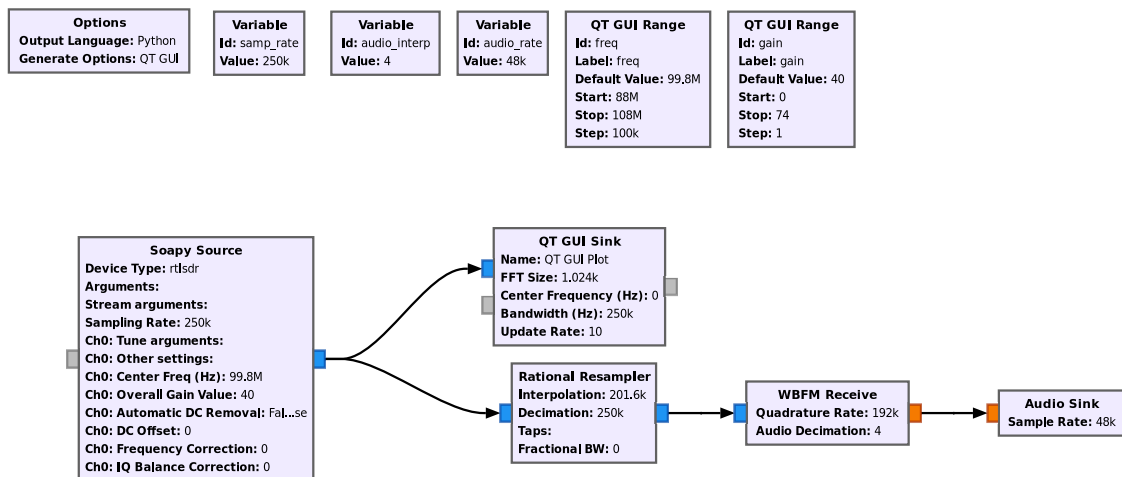 Options
Output Language: Python
Generate Options: QT GUI
Variable
Id: samp_rate
Value: 250k
Variable
Id: audio_interp
Value: 4
Variable
Id: audio_rate
Value: 48k
QT GUI Range
Id: freq
Label: freq
Default Value: 99.8M
Start: 88M
Stop: 108M
Step: 100k
QT GUI Range
Id: gain
Label: gain
Default Value: 40
Start: 0
Stop: 74
Step: 1
Soapy Source
Device Type: rtlsdr
Arguments:
Stream arguments:
Sampling Rate: 250k
Ch0: Tune arguments:
Ch0: Other settings:
Ch0: Center Freq (Hz): 99.8M
Ch0: Overall Gain Value: 40
Ch0: Automatic DC Removal: Fal...se
Ch0: DC Offset: 0
Ch0: Frequency Correction: 0
Ch0: IQ Balance Correction: 0
QT GUI Sink
Name: QT GUI Plot
FFT Size: 1.024k
Center Frequency (Hz): 0
Bandwidth (Hz): 250k
Update Rate: 10
Rational Resampler
Interpolation: 201.6k
Decimation: 250k
Taps:
Fractional BW: 0
WBFM Receive
Quadrature Rate: 192k
Audio Decimation: 4
Audio Sink
Sample Rate: 48k